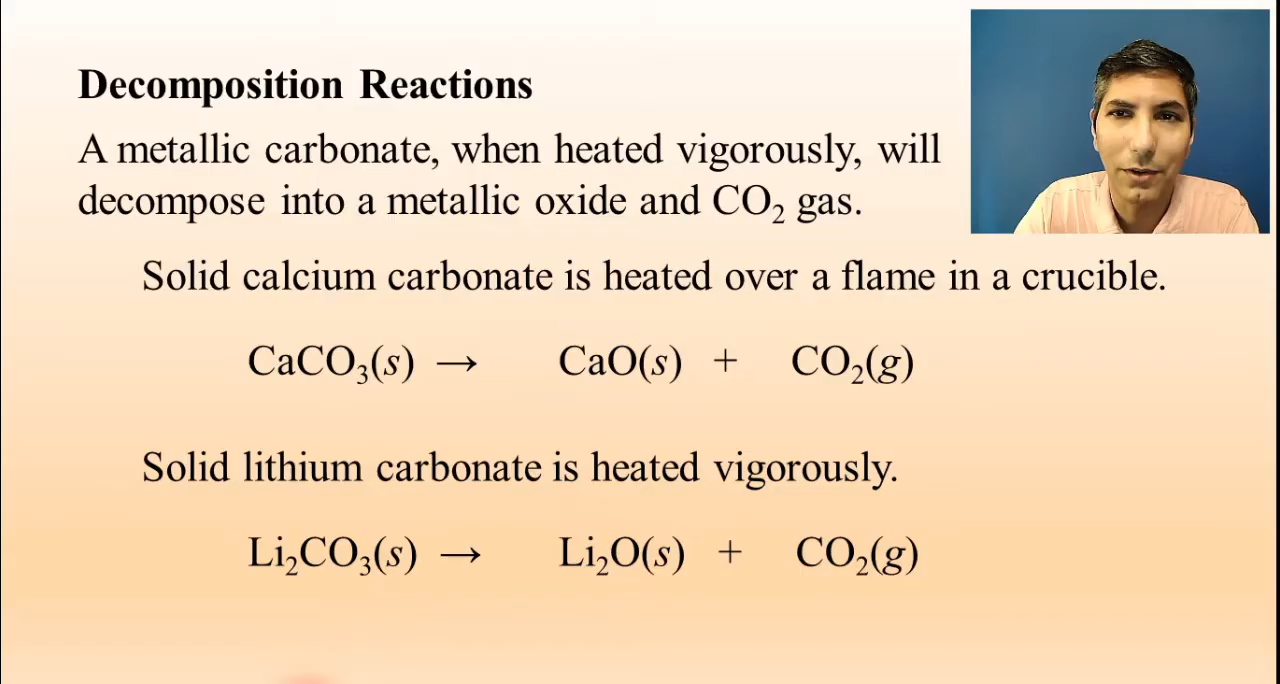 Decomposition Reactions
A metallic carbonate, when heated vigorously, will
decompose into a metallic oxide and CO₂ gas.
Solid calcium carbonate is heated over a flame in a crucible.
CaCO₃(s) → CaO(s) + CO₂(g)
Solid lithium carbonate is heated vigorously.
Li₂CO₃(s) → Li₂O(s) + CO₂(g)